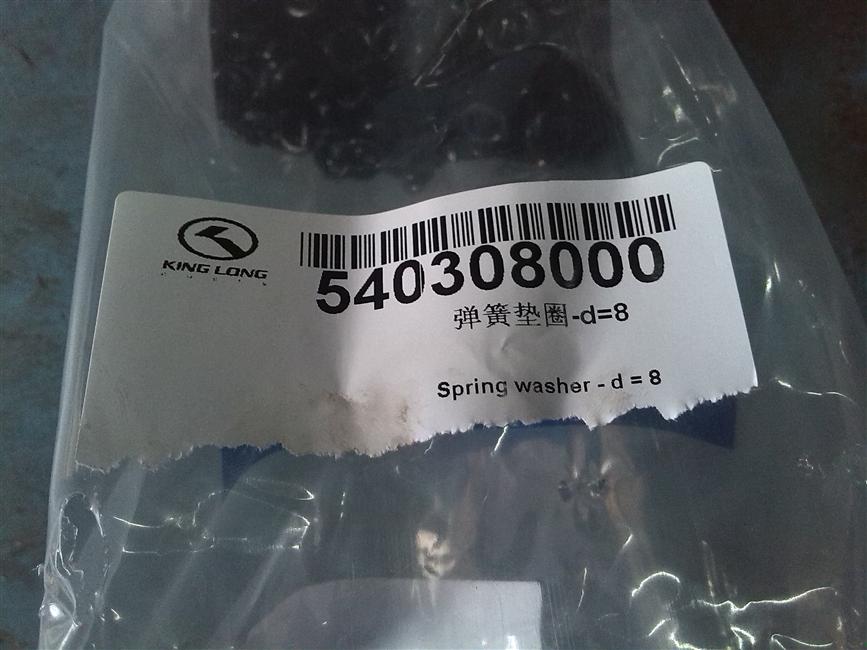 KING LONG
540308000
弹簧垫圈-d=8
Spring washer - d = 8